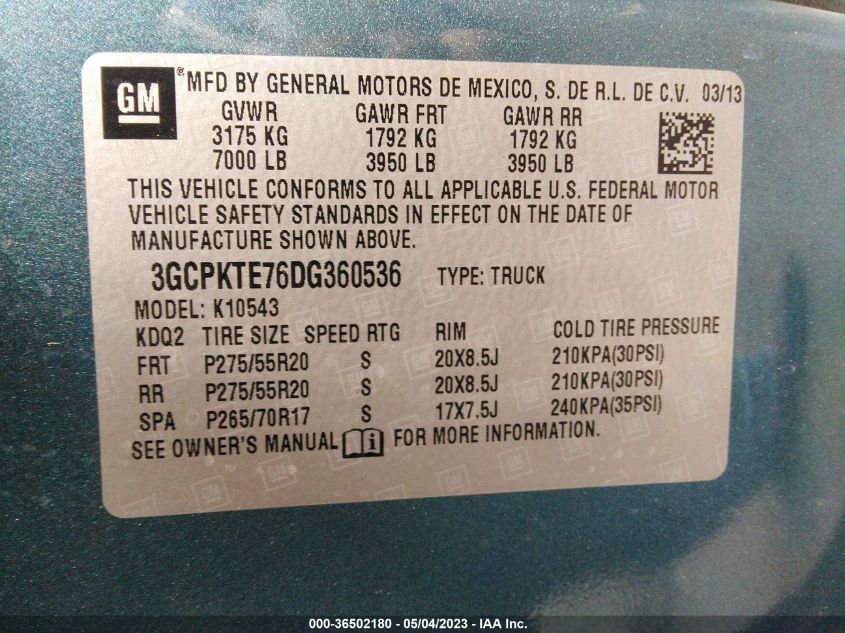 GM ® MFD BY GENERAL MOTORS DE MEXICO, S. DE R.L. DE C.V. 03/13
GVWR GAWR FRT GAWR RR
3175 KG 1792 KG 1792 KG
7000 LB 3950 LB 3950 LB
THIS VEHICLE CONFORMS TO ALL APPLICABLE U.S. FEDERAL MOTOR
VEHICLE SAFETY STANDARDS IN EFFECT ON THE DATE OF
MANUFACTURE SHOWN ABOVE.
3GCPKTE76DG360536 TYPE: TRUCK
MODEL: K10543
KDQ2 TIRE SIZE SPEED RTG RIM COLD TIRE PRESSURE
FRT P275/55R20 S 20X8.5J 210KPA(30PSI)
RR P275/55R20 S 20X8.5J 210KPA(30PSI)
SPA P265/70R17 S 17X7.5J 240KPA(35PSI)
SEE OWNER'S MANUAL FOR MORE INFORMATION.
000-36502180 - 05/04/2023 - IAA Inc.